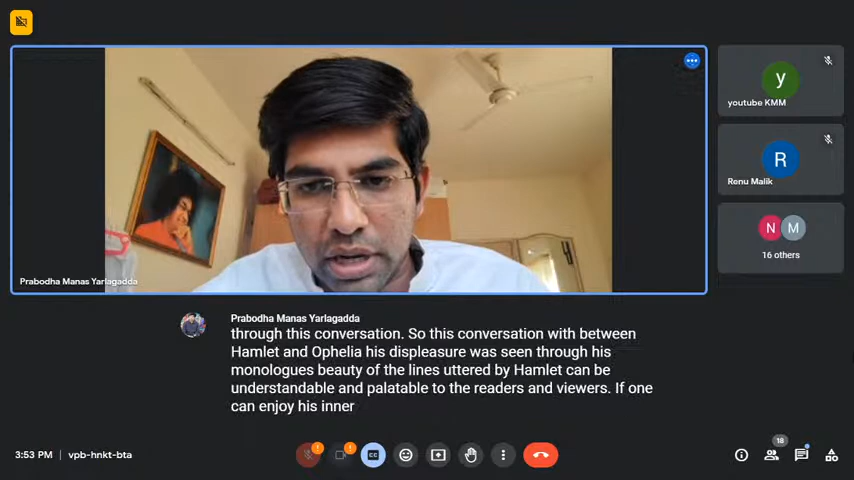 y
youtube KMM
R
Renu Malik
N M
16 others
Prabodha Manas Yarlagadda
Prabodha Manas Yarlagadda
through this conversation. So this conversation with between
Hamlet and Ophelia his displeasure was seen through his
monologues beauty of the lines uttered by Hamlet can be
understandable and palatable to the readers and viewers. If one
can enjoy his inner
3:53 PM | vpb-hnkt-bta
! ! CC 18